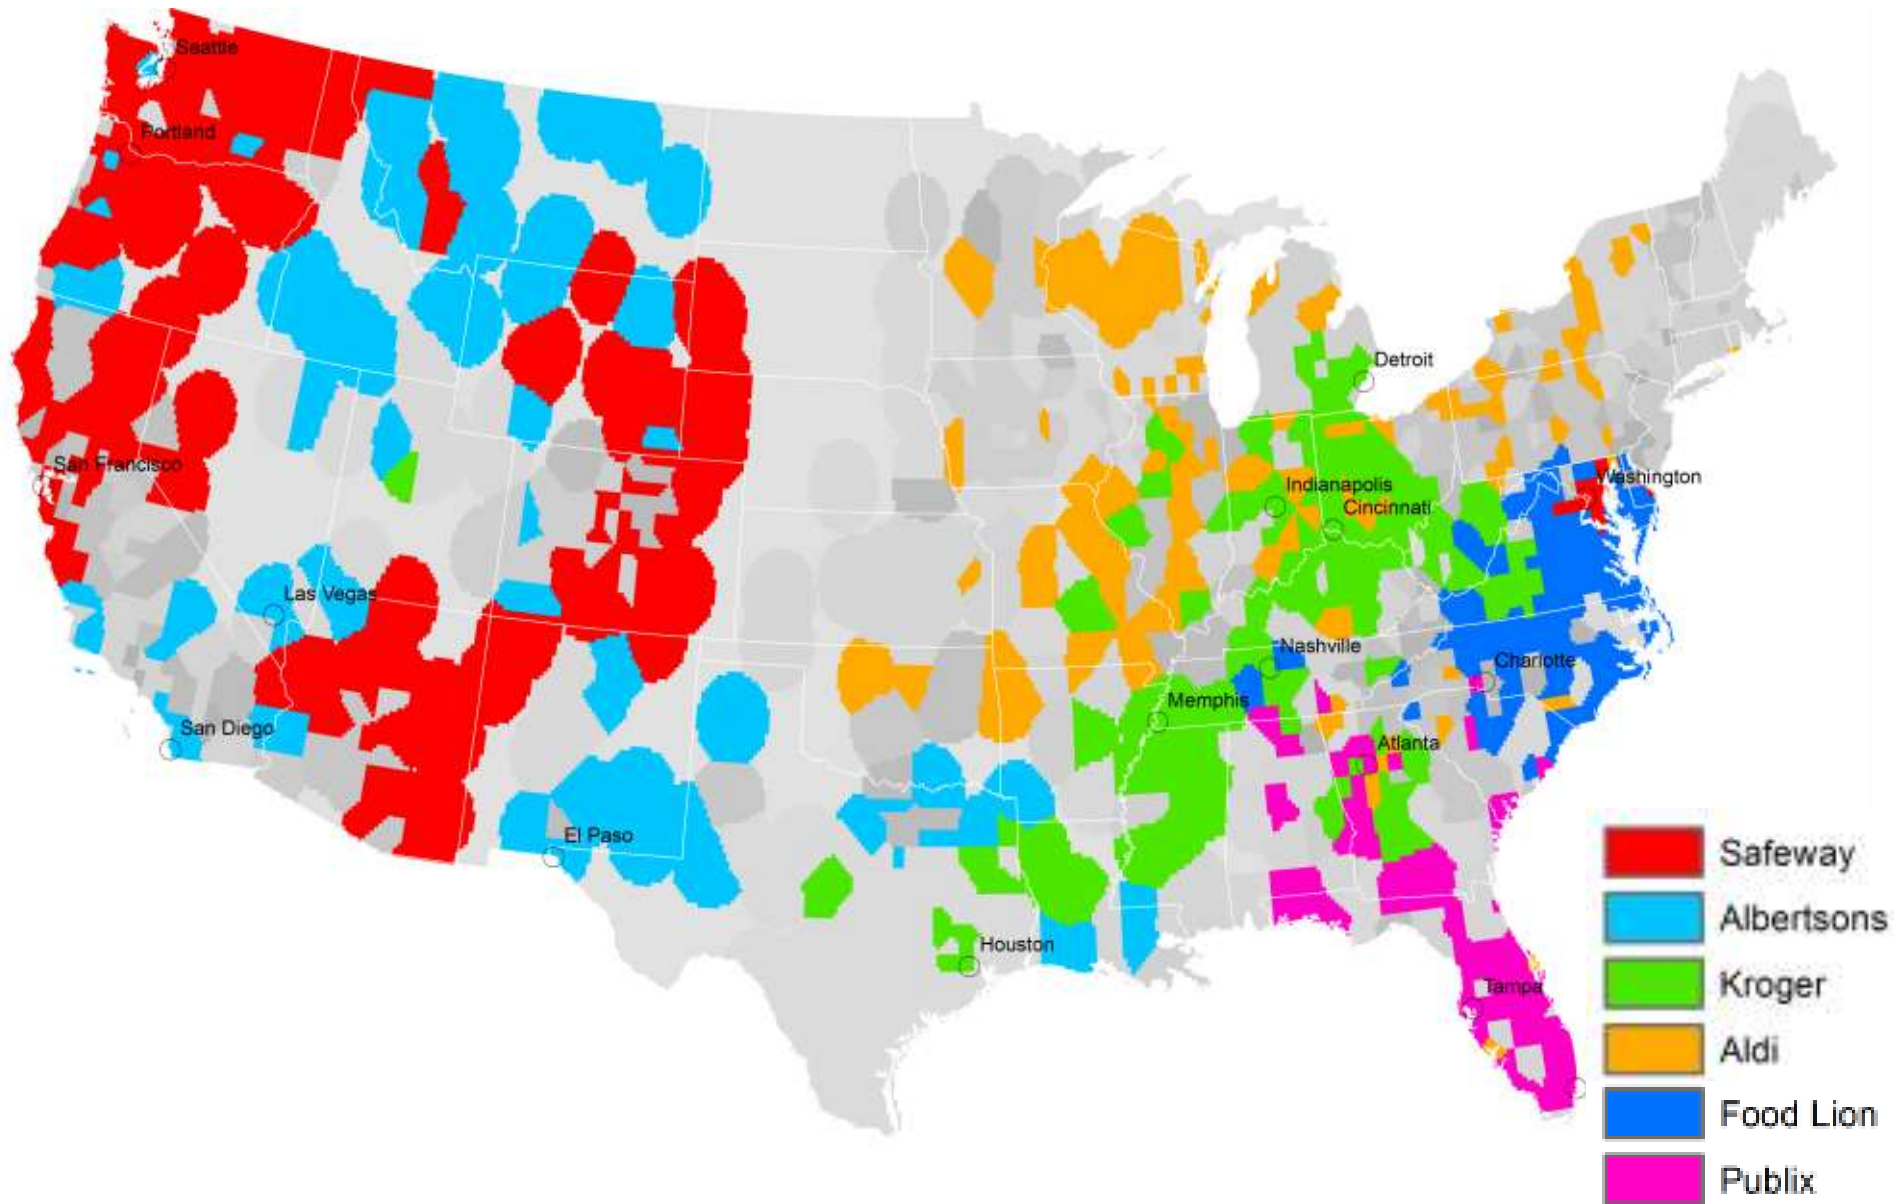 Seattle
Portland
San Francisco
Las Vegas
San Diego
El Paso
Houston
Memphis
Nashville
Indianapolis
Cincinnati
Detroit
Washington
Charlotte
Atlanta
Tampa
Safeway
Albertsons
Kroger
Aldi
Food Lion
Publix